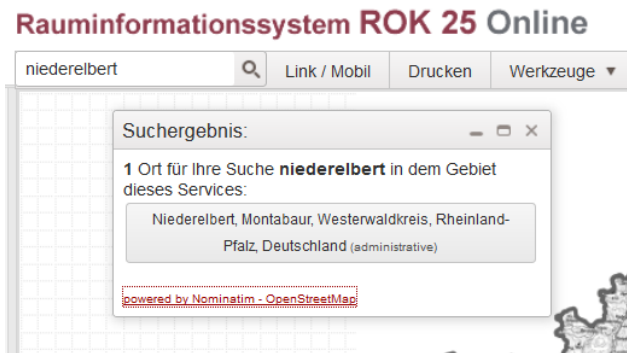 Rauminformationssystem ROK 25 Online
niederelbert Link / Mobil Drucken Werkzeuge ▼
Suchergebnis:
1 Ort für Ihre Suche niederelbert in dem Gebiet
dieses Services:
Niederelbert, Montabaur, Westerwaldkreis, Rheinland-
Pfalz, Deutschland (administrative)
powered by Nominatim - OpenStreetMap